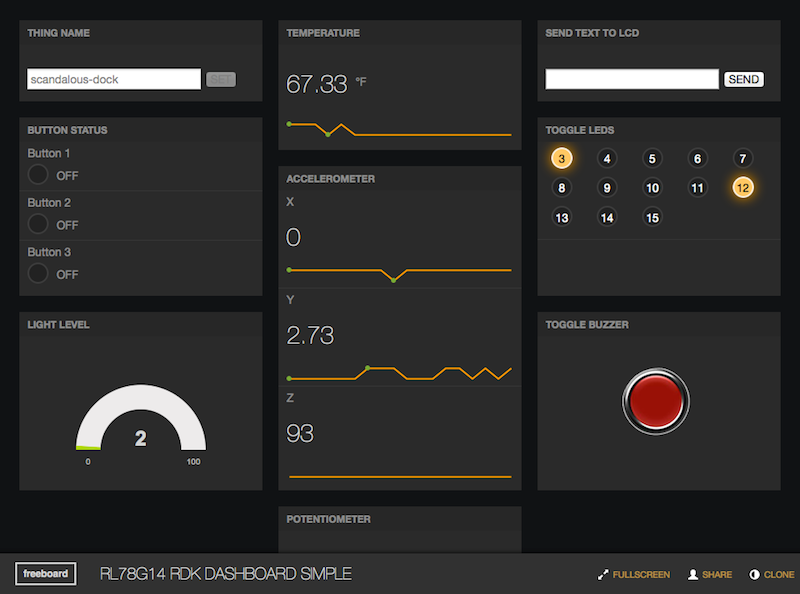 THING NAME
scandalous-dock SET
BUTTON STATUS
Button 1
OFF
Button 2
OFF
Button 3
OFF
LIGHT LEVEL
2
0 100
TEMPERATURE
67.33 °F
ACCELEROMETER
X
0
Y
2.73
Z
93
POTENTIOMETER
SEND TEXT TO LCD
SEND
TOGGLE LEDS
3 4 5 6 7
8 9 10 11 12
13 14 15
TOGGLE BUZZER
freeboard RL78G14 RDK DASHBOARD SIMPLE FULLSCREEN SHARE CLONE